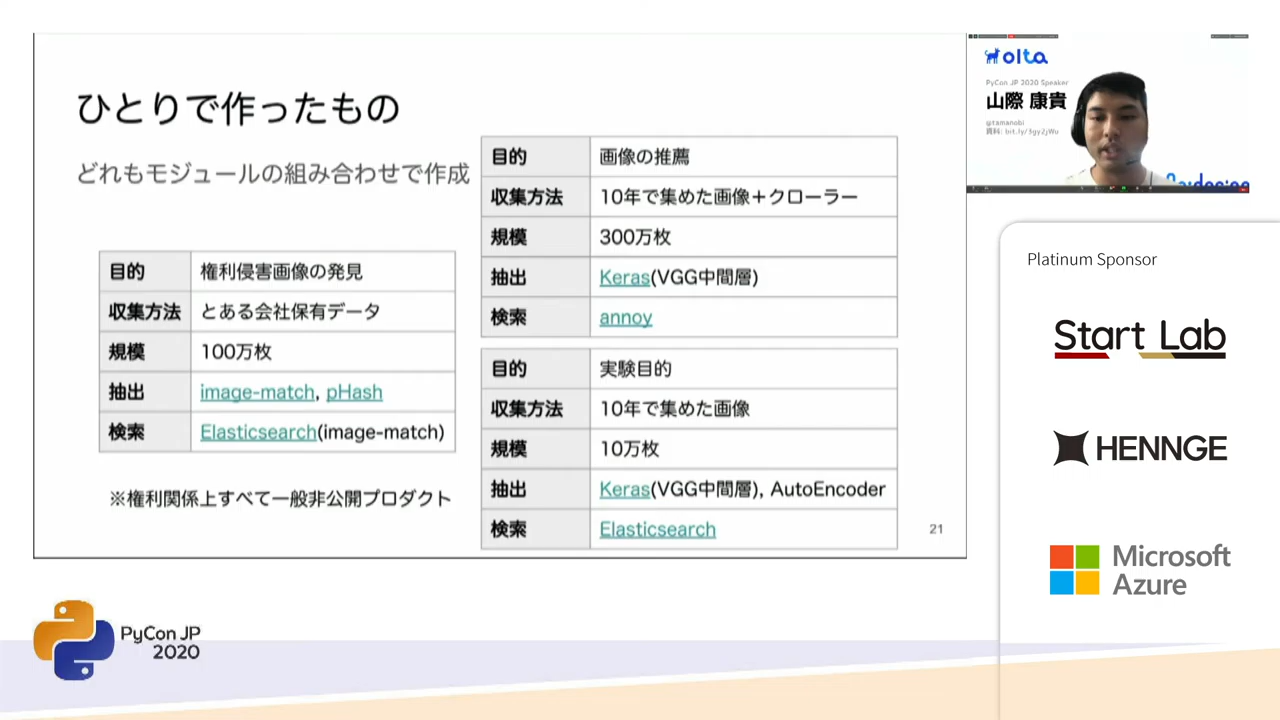 ひとりで作ったもの
どれもモジュールの組み合わせで作成
目的 権利侵害画像の発見
収集方法 とある会社保有データ
規模 100万枚
抽出 image-match, pHash
検索 Elasticsearch(image-match)
※権利関係上すべて一般非公開プロダクト
目的 画像の推薦
収集方法 10年で集めた画像＋クローラー
規模 300万枚
抽出 Keras(VGG中間層)
検索 annoy
目的 実験目的
収集方法 10年で集めた画像
規模 10万枚
抽出 Keras(VGG中間層), AutoEncoder
検索 Elasticsearch
21
olta
PyCon JP 2020 Speaker
山際 康貴
@tamanobi
資料: bit.ly/3gy2jWu
Platinum Sponsor
Start Lab
HENNGE
Microsoft
Azure
PyCon JP
2020